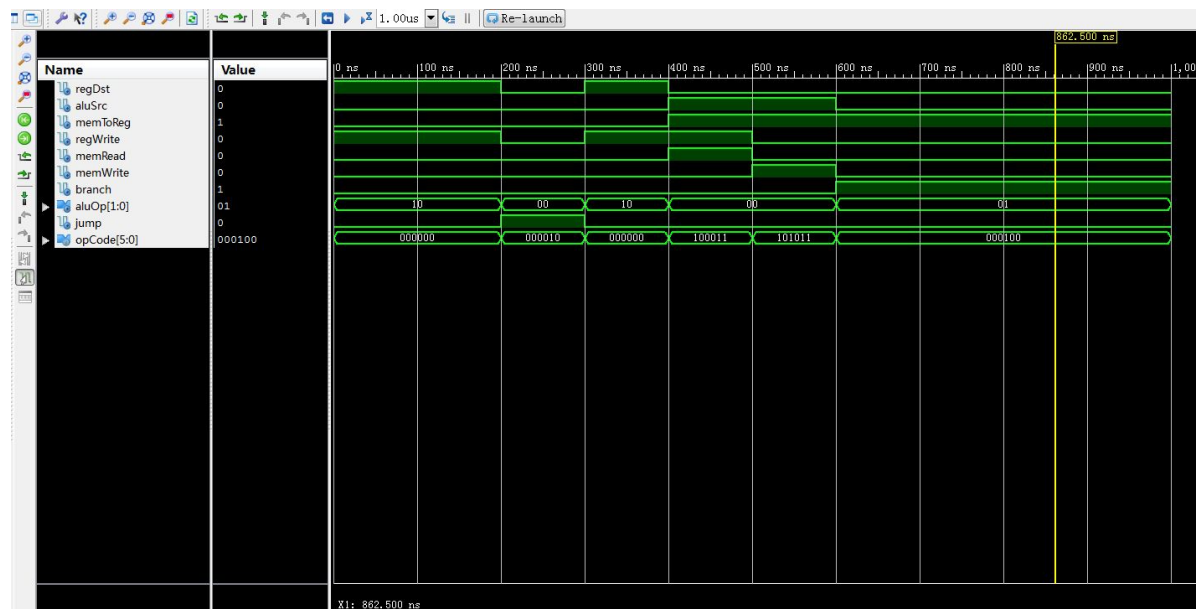 1.00us Re-launch
862.500 ns
Name Value
0 ns 100 ns 200 ns 300 ns 400 ns 500 ns 600 ns 700 ns 800 ns 900 ns 1,00
regDst 0
aluSrc 0
memToReg 1
regWrite 0
memRead 0
memWrite 0
branch 1
aluOp[1:0] 01 10 00 10 00 01
jump 0
opCode[5:0] 000100 000000 000010 000000 100011 101011 000100
X1: 862.500 ns